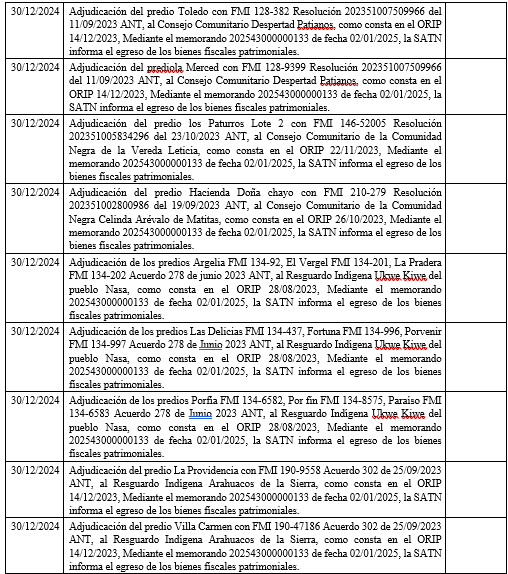 30/12/2024 Adjudicación del predio Toledo con FMI 128-382 Resolución 202351007509966 del
11/09/2023 ANT, al Consejo Comunitario Despertad Patianos, como consta en el ORIP
14/12/2023, Mediante el memorando 202543000000133 de fecha 02/01/2025, la SATN
informa el egreso de los bienes fiscales patrimoniales.
30/12/2024 Adjudicación del prediola Merced con FMI 128-9399 Resolución 202351007509966
del 11/09/2023 ANT, al Consejo Comunitario Despertad Patianos, como consta en el
ORIP 14/12/2023, Mediante el memorando 202543000000133 de fecha 02/01/2025, la
SATN informa el egreso de los bienes fiscales patrimoniales.
30/12/2024 Adjudicación del predio los Paturros Lote 2 con FMI 146-52005 Resolución
202351005834296 del 23/10/2023 ANT, al Consejo Comunitario de la Comunidad
Negra de la Vereda Leticia, como consta en el ORIP 22/11/2023, Mediante el
memorando 202543000000133 de fecha 02/01/2025, la SATN informa el egreso de los
bienes fiscales patrimoniales.
30/12/2024 Adjudicación del predio Hacienda Doña chayo con FMI 210-279 Resolución
202351002800986 del 19/09/2023 ANT, al Consejo Comunitario de la Comunidad
Negra Celinda Arévalo de Matitas, como consta en el ORIP 26/10/2023, Mediante el
memorando 202543000000133 de fecha 02/01/2025, la SATN informa el egreso de los
bienes fiscales patrimoniales.
30/12/2024 Adjudicación de los predios Argelia FMI 134-92, El Vergel FMI 134-201, La Pradera
FMI 134-202 Acuerdo 278 de junio 2023 ANT, al Resguardo Indígena Ukwe Kiwe del
pueblo Nasa, como consta en el ORIP 28/08/2023, Mediante el memorando
202543000000133 de fecha 02/01/2025, la SATN informa el egreso de los bienes
fiscales patrimoniales.
30/12/2024 Adjudicación de los predios Las Delicias FMI 134-437, Fortuna FMI 134-996, Porvenir
FMI 134-997 Acuerdo 278 de Junio 2023 ANT, al Resguardo Indígena Ukwe Kiwe del
pueblo Nasa, como consta en el ORIP 28/08/2023, Mediante el memorando
202543000000133 de fecha 02/01/2025, la SATN informa el egreso de los bienes
fiscales patrimoniales.
30/12/2024 Adjudicación de los predios Porfia FMI 134-6582, Por fin FMI 134-8575, Paraiso FMI
134-6583 Acuerdo 278 de Junio 2023 ANT, al Resguardo Indígena Ukwe Kiwe del
pueblo Nasa, como consta en el ORIP 28/08/2023, Mediante el memorando
202543000000133 de fecha 02/01/2025, la SATN informa el egreso de los bienes
fiscales patrimoniales.
30/12/2024 Adjudicación del predio La Providencia con FMI 190-9558 Acuerdo 302 de 25/09/2023
ANT, al Resguardo Indigena Arahuacos de la Sierra, como consta en el ORIP
14/12/2023, Mediante el memorando 202543000000133 de fecha 02/01/2025, la SATN
informa el egreso de los bienes fiscales patrimoniales.
30/12/2024 Adjudicación del predio Villa Carmen con FMI 190-47186 Acuerdo 302 de 25/09/2023
ANT, al Resguardo Indigena Arahuacos de la Sierra, como consta en el ORIP
14/12/2023, Mediante el memorando 202543000000133 de fecha 02/01/2025, la SATN
informa el egreso de los bienes fiscales patrimoniales.